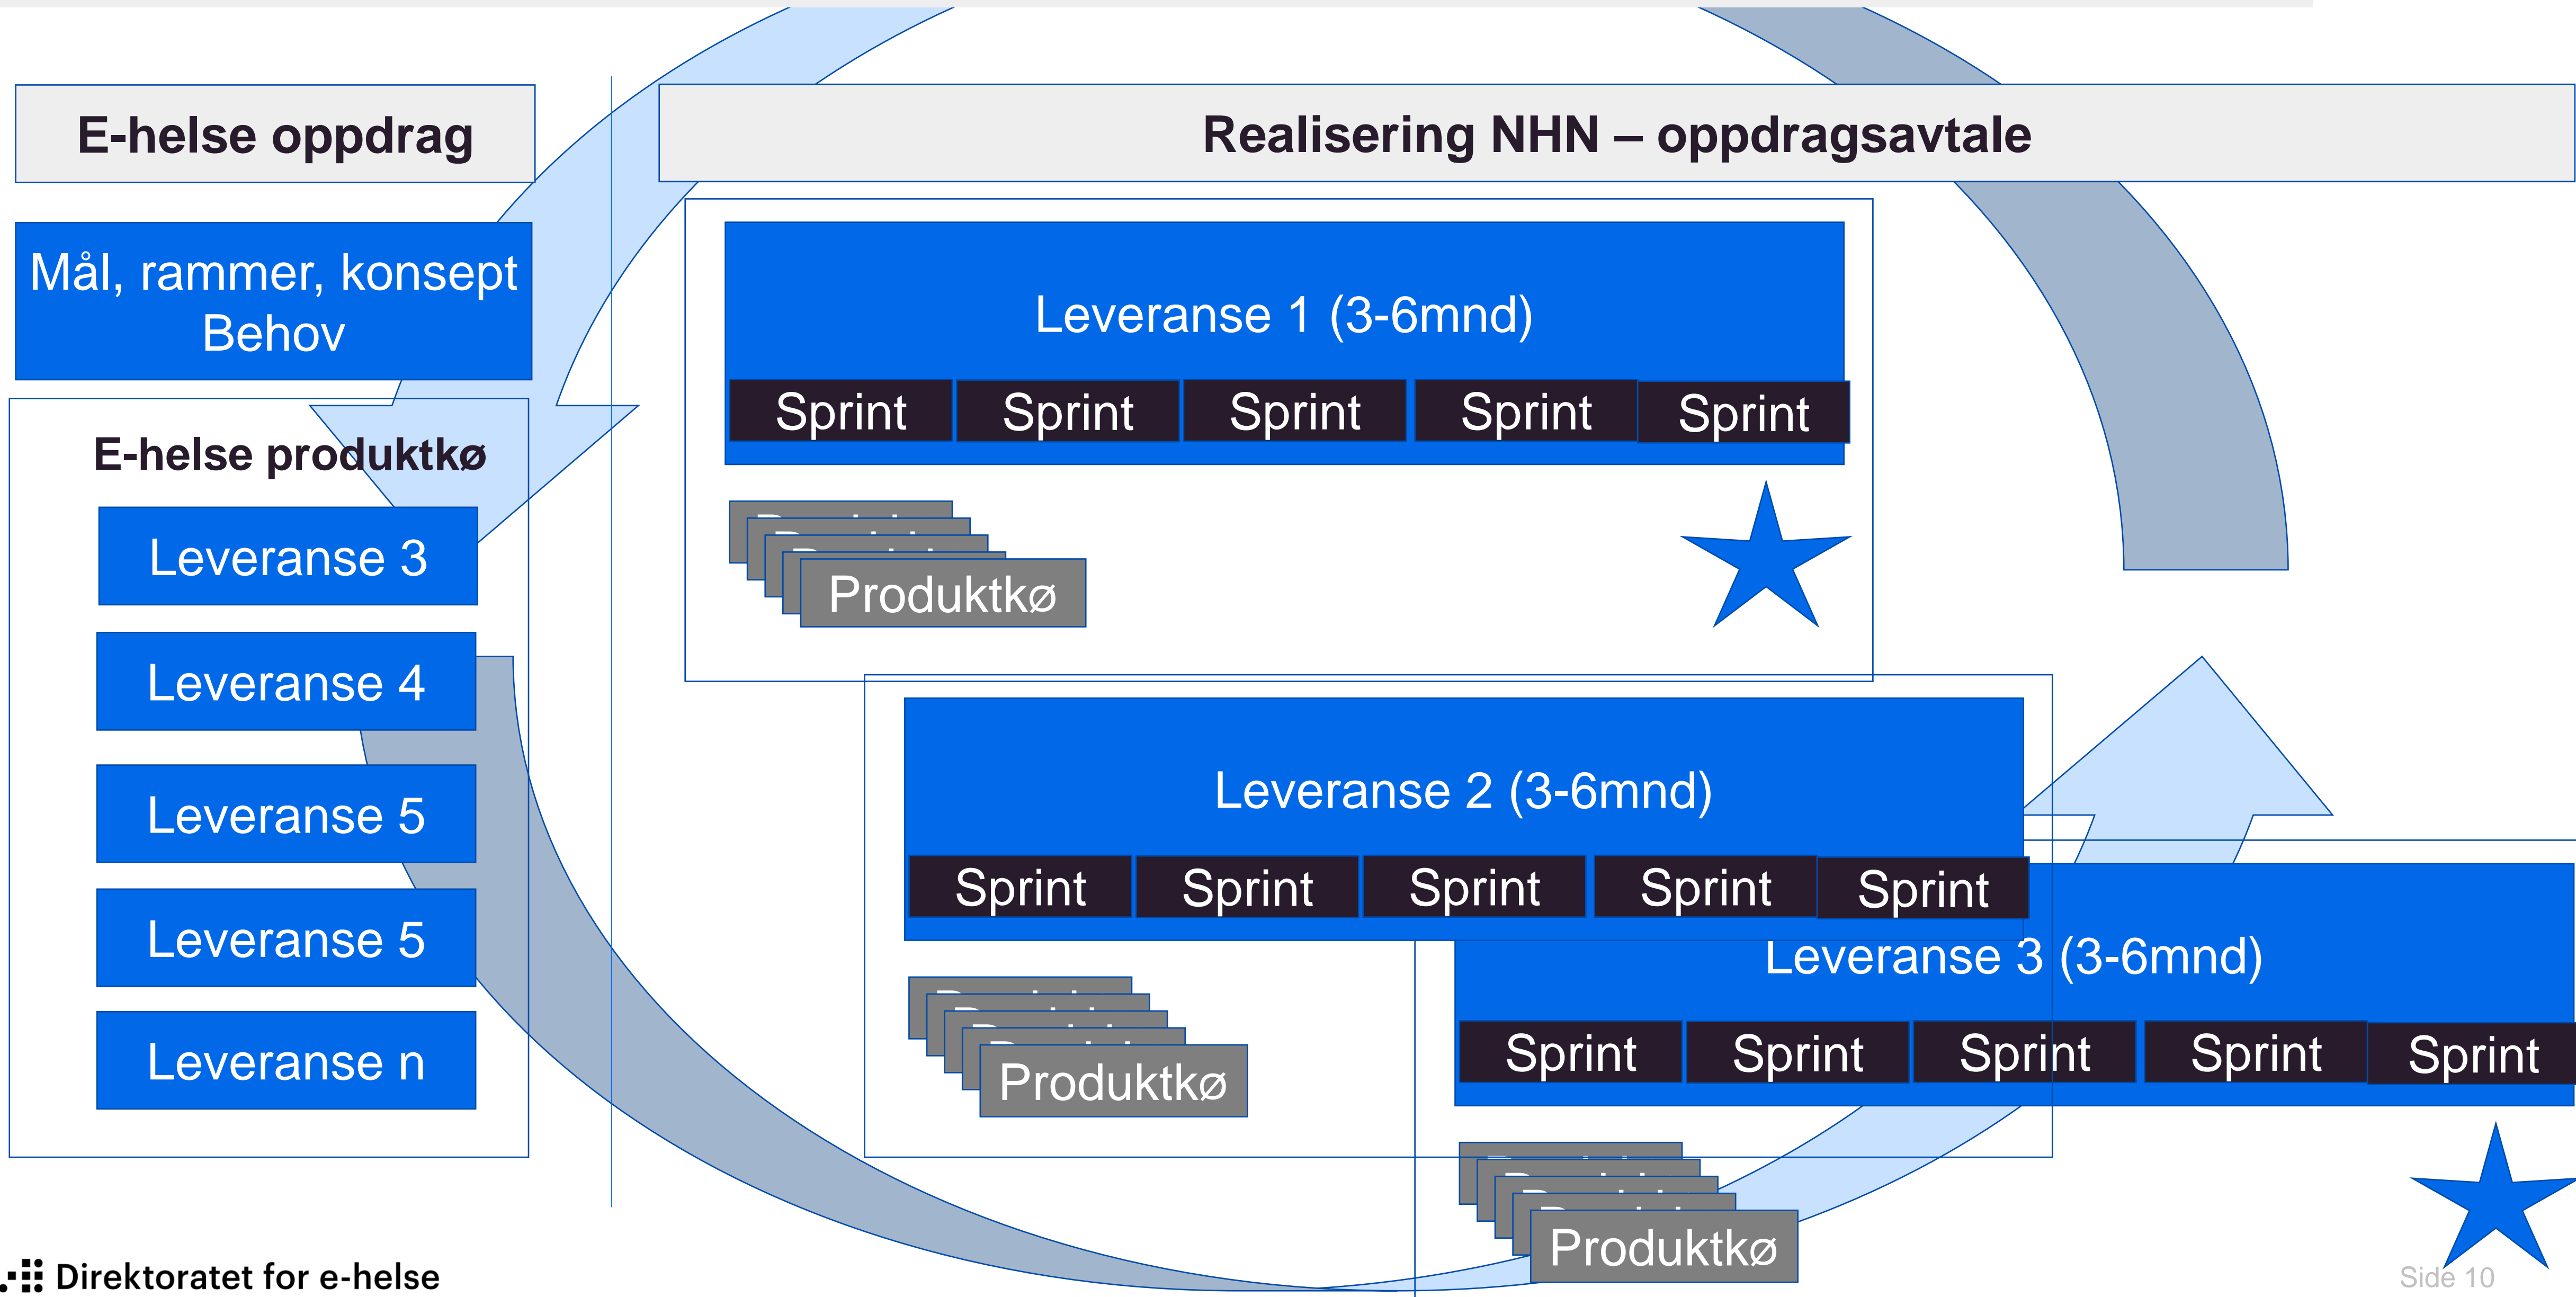 E-helse oppdrag
Realisering NHN – oppdragsavtale
Mål, rammer, konsept
Behov
E-helse produktkø
Leveranse 3
Leveranse 4
Leveranse 5
Leveranse 5
Leveranse n
Leveranse 1 (3-6mnd)
Sprint Sprint Sprint Sprint Sprint
Produktkø
Leveranse 2 (3-6mnd)
Sprint Sprint Sprint Sprint Sprint
Produktkø
Leveranse 3 (3-6mnd)
Sprint Sprint Sprint Sprint Sprint
Produktkø
Direktoratet for e-helse
Side 10